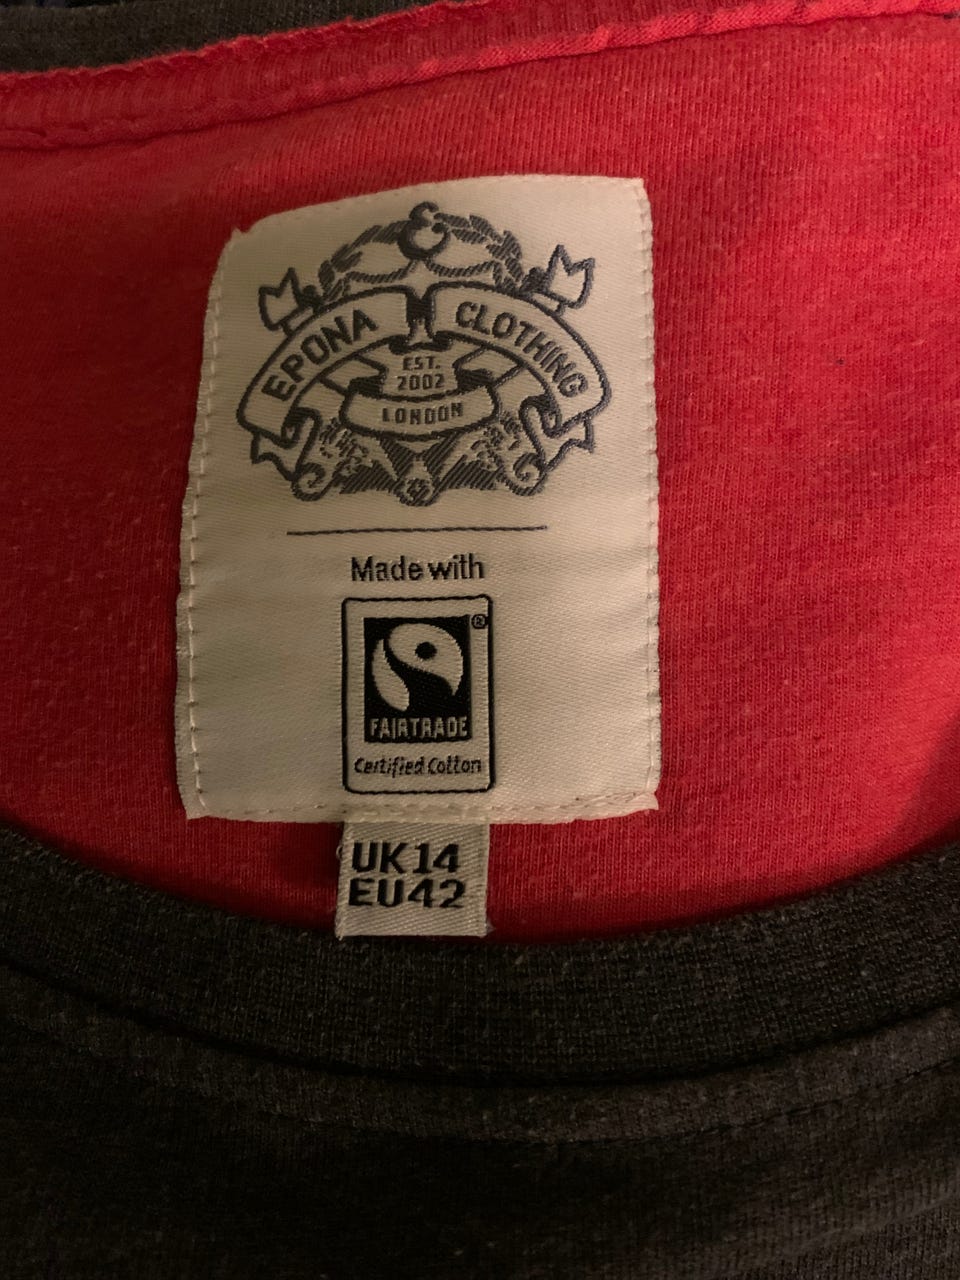 EPONA CLOTHING
EST.
2002
LONDON
Made with
®
FAIRTRADE
Certified Cotton
UK14
EU42